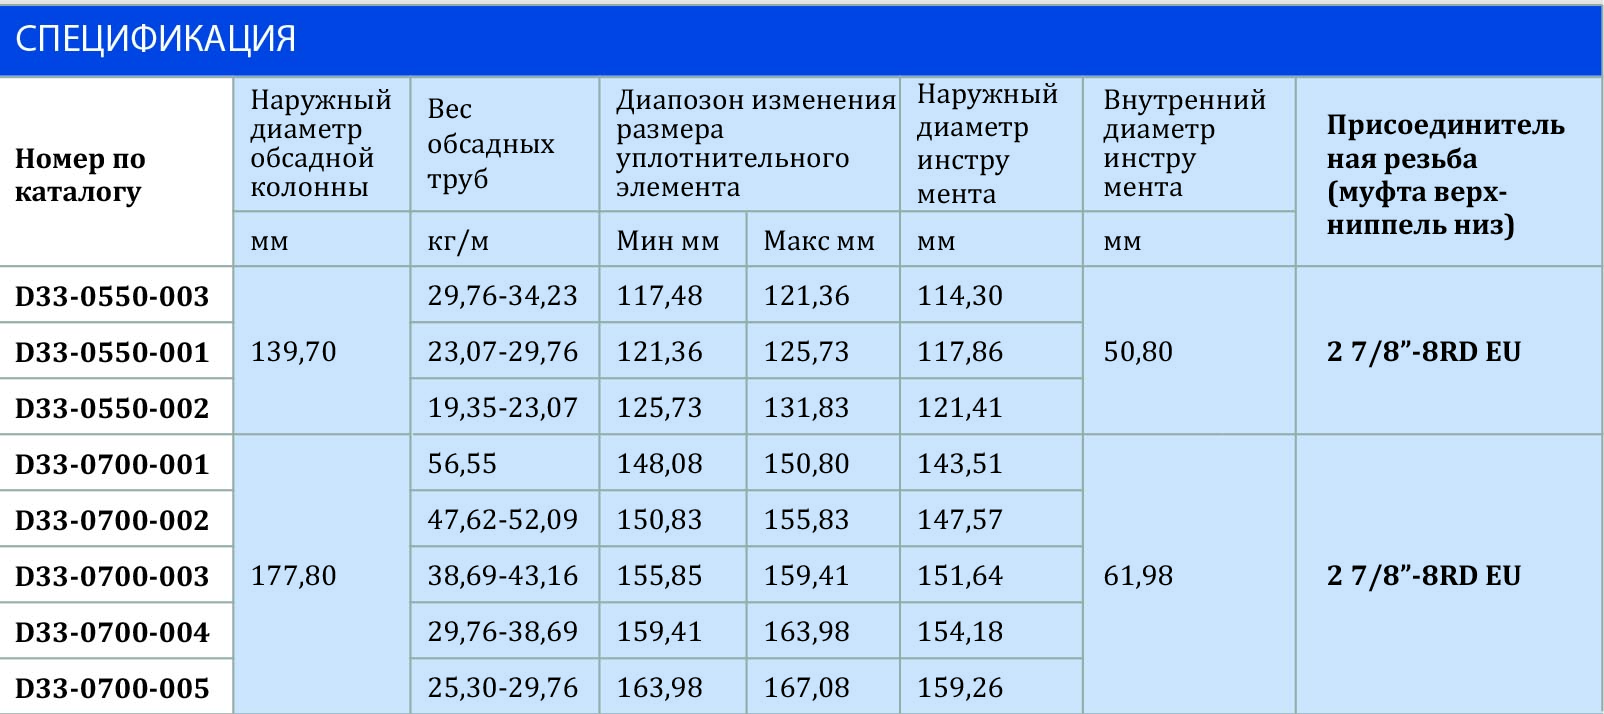 СПЕЦИФИКАЦИЯ
Номер по
каталогу
Наружный
диаметр
обсадной
колонны
Вес
обсадных
труб
Диапозон изменения
размера
уплотнительного
элемента
Наружный
диаметр
инстру
мента
Внутренний
диаметр
инстру
мента
Присоединитель
ная резьба
(муфта верх-
ниппель низ)
мм кг/м Мин мм Макс мм мм мм
D33-0550-003 29,76-34,23 117,48 121,36 114,30
D33-0550-001 139,70 23,07-29,76 121,36 125,73 117,86 50,80 2 7/8”-8RD EU
D33-0550-002 19,35-23,07 125,73 131,83 121,41
D33-0700-001 56,55 148,08 150,80 143,51
D33-0700-002 47,62-52,09 150,83 155,83 147,57
D33-0700-003 177,80 38,69-43,16 155,85 159,41 151,64 61,98 2 7/8”-8RD EU
D33-0700-004 29,76-38,69 159,41 163,98 154,18
D33-0700-005 25,30-29,76 163,98 167,08 159,26